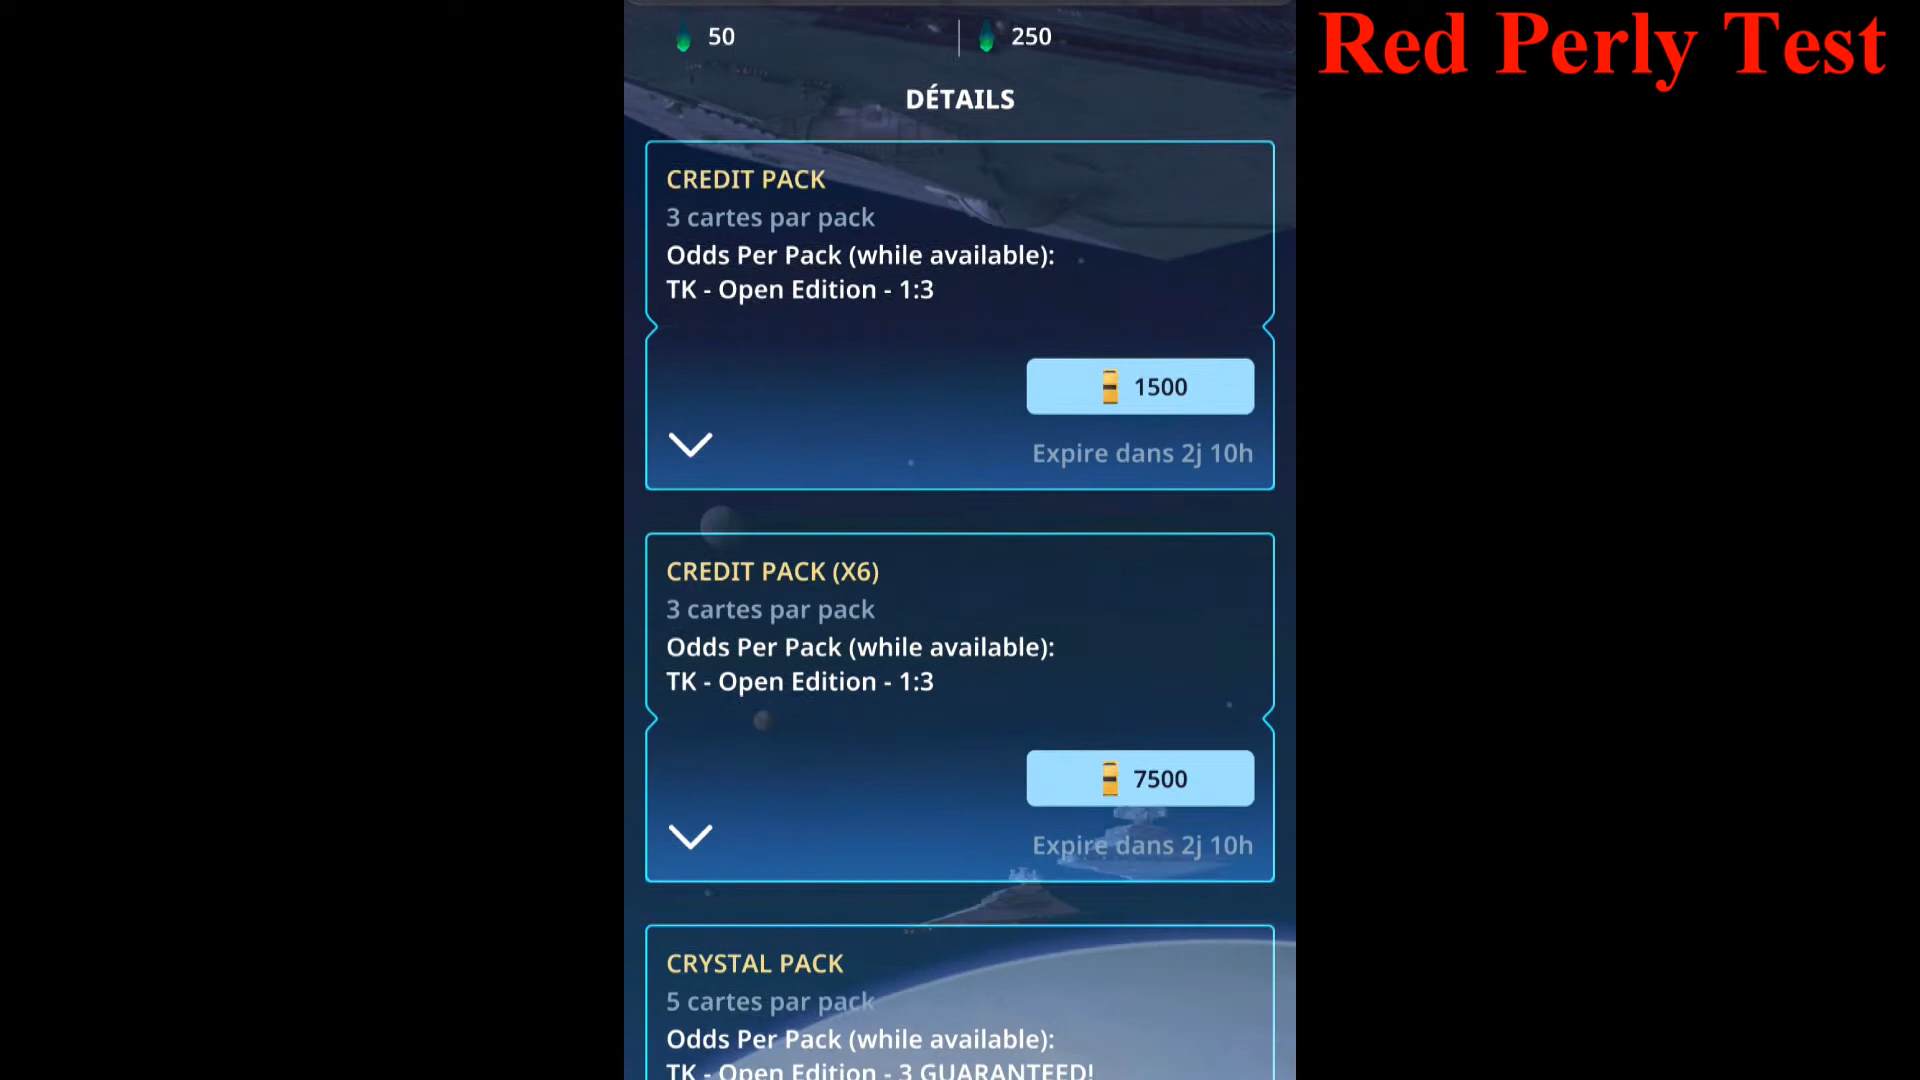 50
250
Red Perly Test
DÉTAILS
CREDIT PACK
3 cartes par pack
Odds Per Pack (while available):
TK - Open Edition - 1:3
1500
Expire dans 2j 10h
CREDIT PACK (X6)
3 cartes par pack
Odds Per Pack (while available):
TK - Open Edition - 1:3
7500
Expire dans 2j 10h
CRYSTAL PACK
5 cartes par pack
Odds Per Pack (while available):
TK - Open Edition - 3 GUARANTEED!